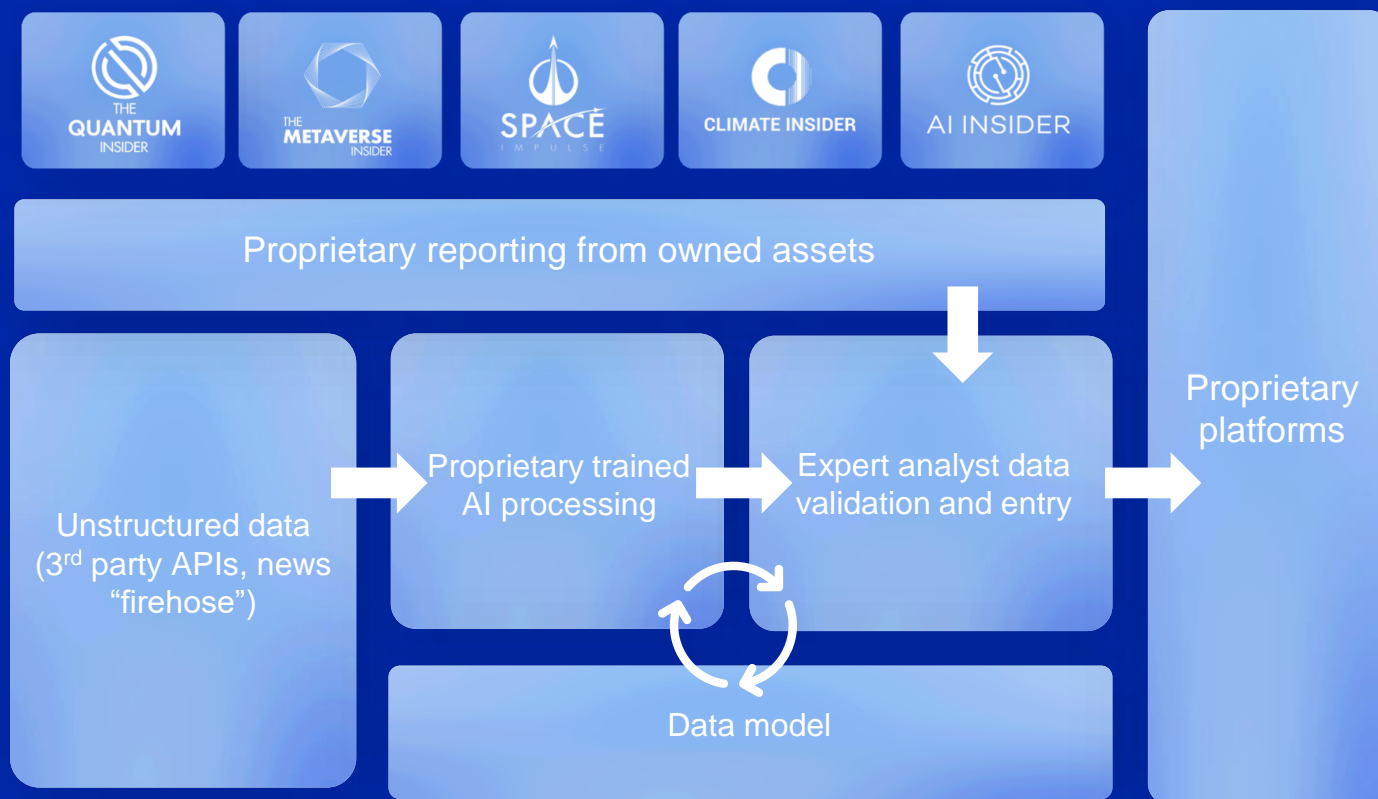 THE
QUANTUM
INSIDER
THE
METAVERSE
INSIDER
SPACE
IMPULSE
CLIMATE INSIDER
AI INSIDER
Proprietary reporting from owned assets
Unstructured data
(3rd party APIs, news
“firehose”)
Proprietary trained
AI processing
Expert analyst data
validation and entry
Data model
Proprietary
platforms